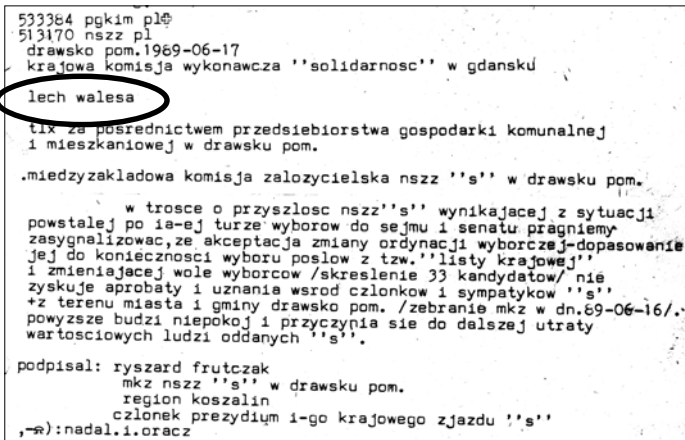 533384 pgkim pl
513170 nszz pl
drawsko pom.1989-06-17
krajowa komisja wykonawcza ''solidarnosc'' w gdansku
lech walesa
tlx za posrednictwem przedsiebiorstwa gospodarki komunalnej
i mieszkaniowej w drawsku pom.
.miedzyzakladowa komisja zalozycielska nszz ''s'' w drawsku pom.
w trosce o przyszlosc nszz''s'' wynikajacej z sytuacji
powstalej po ia-ej turze wyborow do sejmu i senatu pragniemy
zasygnalizowac,ze akceptacja zmiany ordynacji wyborczej-dopasowanie
jej do koniecznosci wyboru poslow z tzw.''listy krajowej''
i zmieniajacej wole wyborcow /skreslenie 33 kandydatow/ nie
zyskuje aprobaty i uznania wsrod czlonkow i sympatykow ''s''
+z terenu miasta i gminy drawsko pom. /zebranie mkz w dn.89-06-16/.
powyzsze budzi niepokoj i przyczynia sie do dalszej utraty
wartosciowych ludzi oddanych ''s''.
podpisal: ryszard frutczak
mkz nszz ''s'' w drawsku pom.
region koszalin
czlonek prezydium i-go krajowego zjazdu ''s''
):nadal.i.oracz